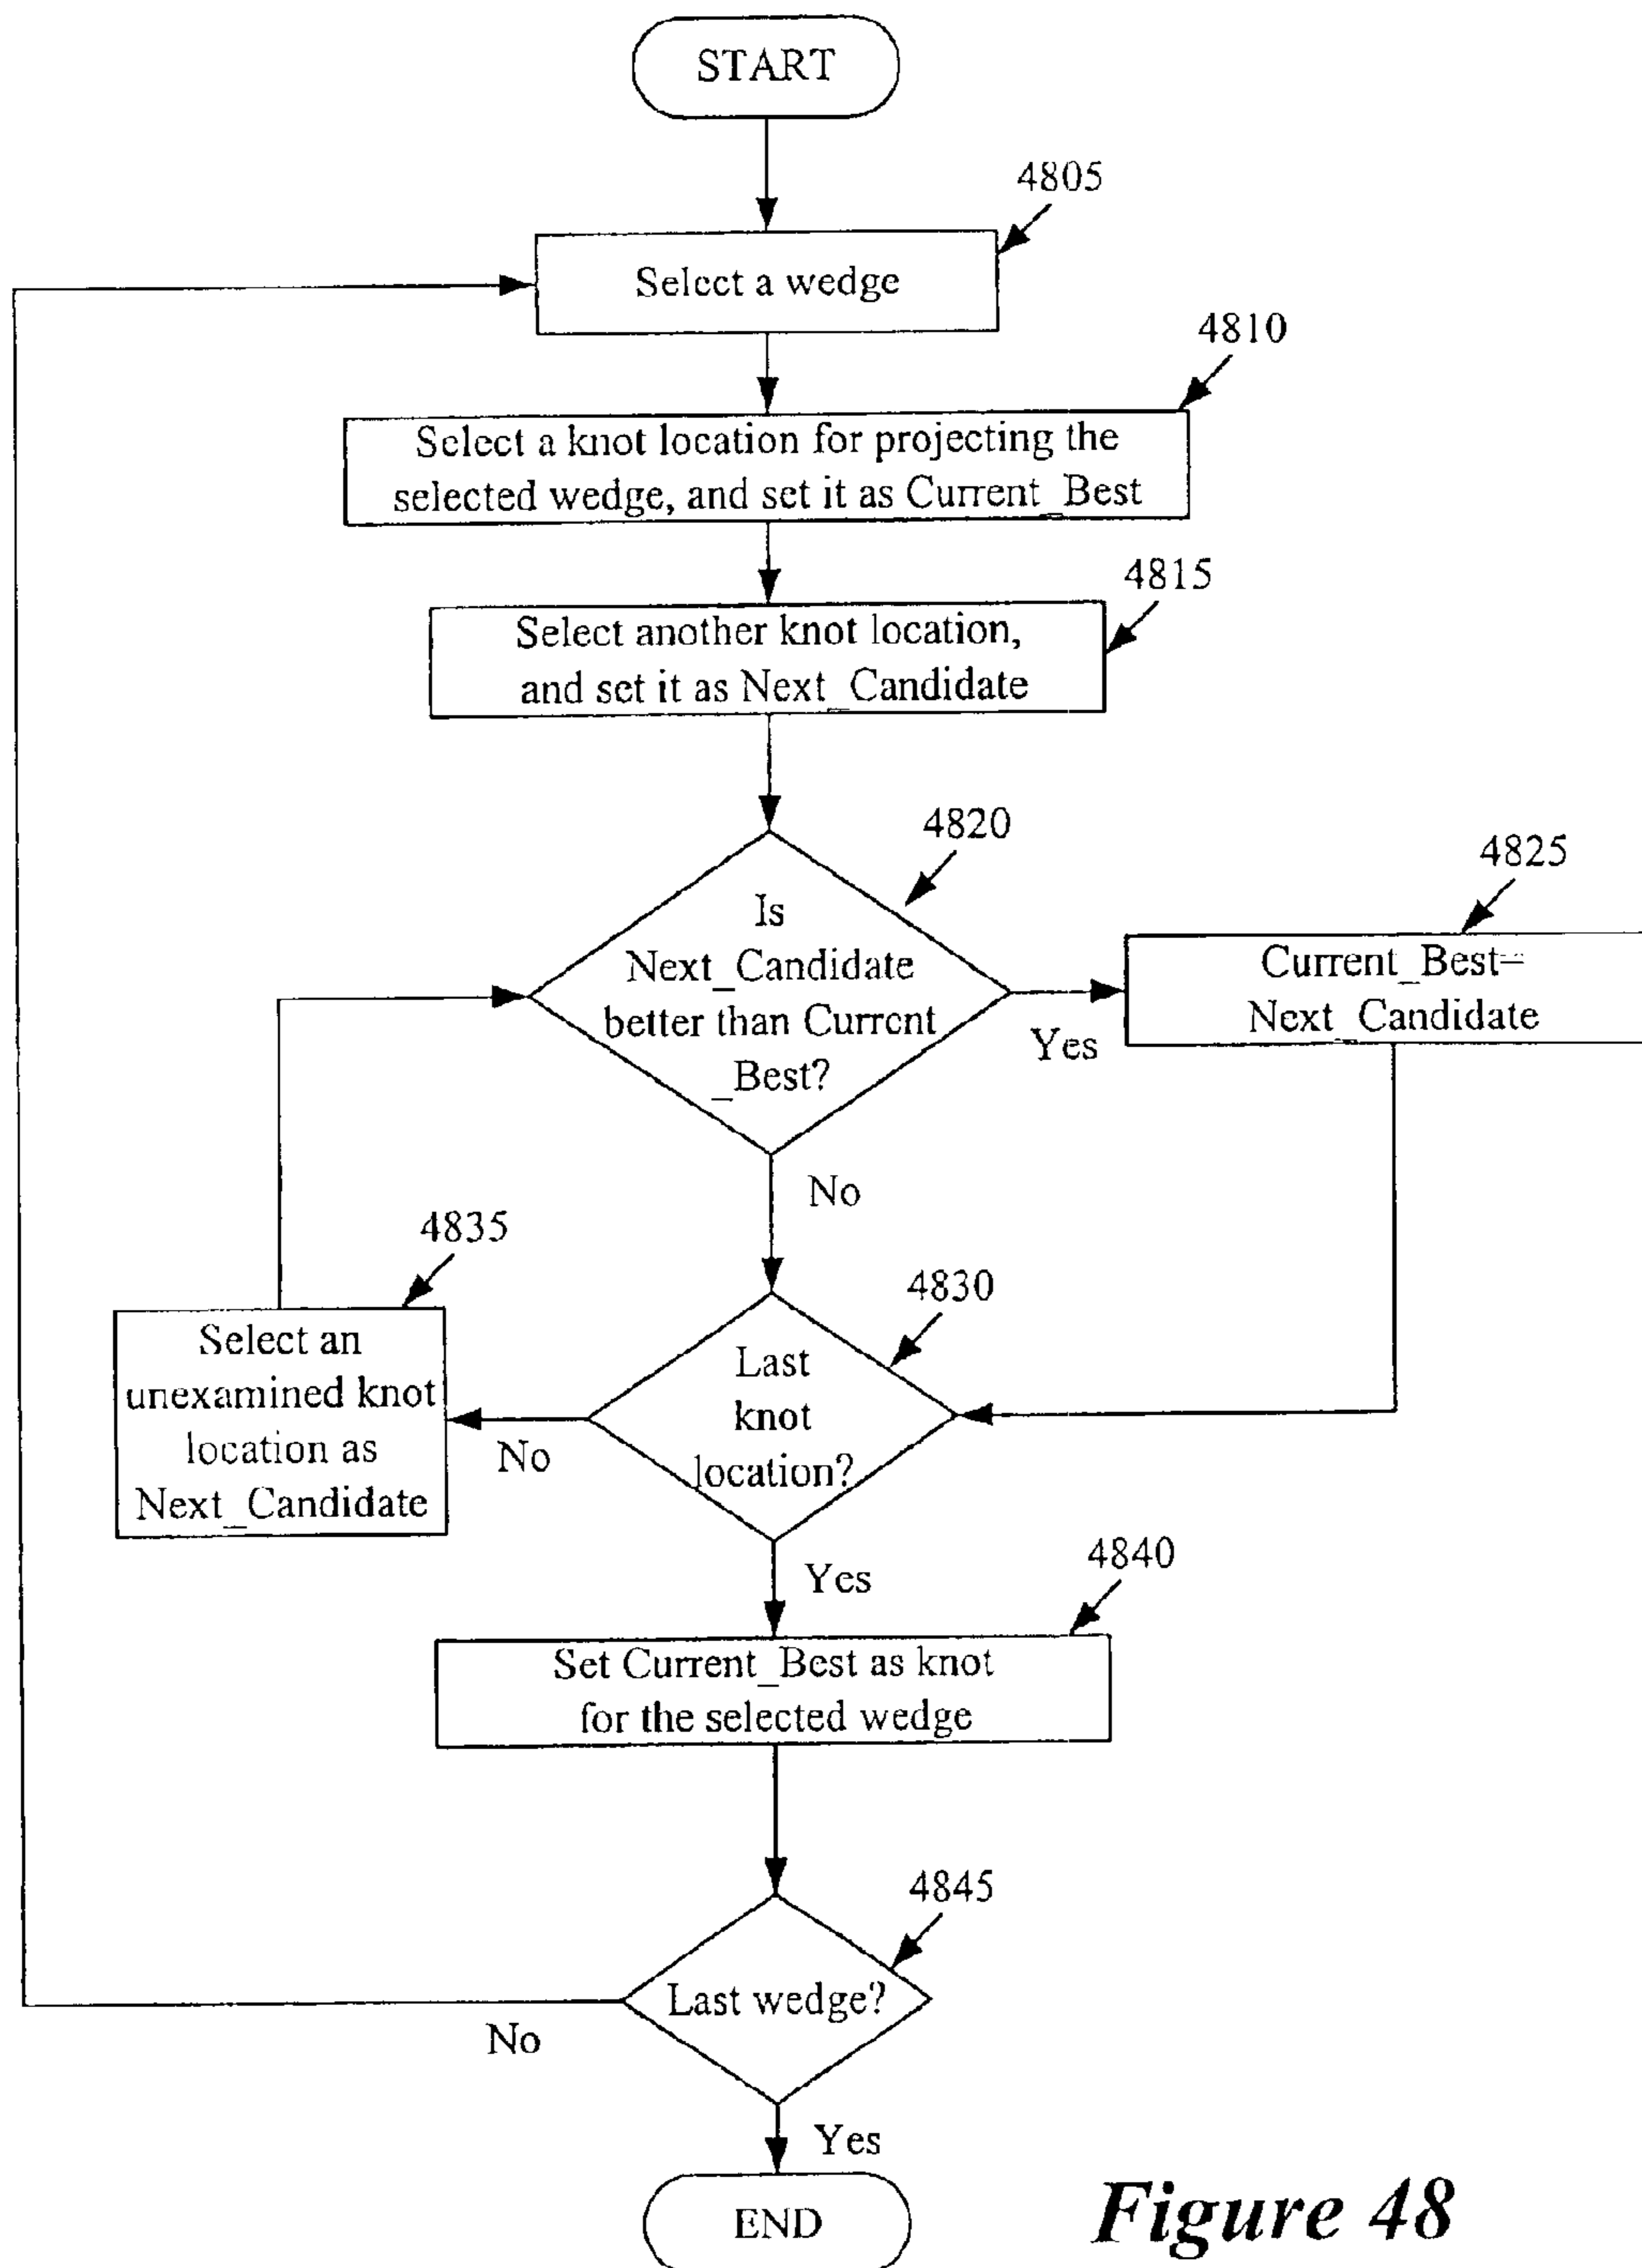 START
4805
Select a wedge
4810
Select a knot location for projecting the
selected wedge, and set it as Current_Best
4815
Select another knot location,
and set it as Next_Candidate
4820
Is
Next_Candidate
better than Current
_Best?
Yes
4825
Current_Best=
Next_Candidate
No
4835
Select an
unexamined knot
location as
Next_Candidate
4830
Last
knot
location?
No
Yes
4840
Set Current_Best as knot
for the selected wedge
4845
Last wedge?
No
Yes
END
Figure 48